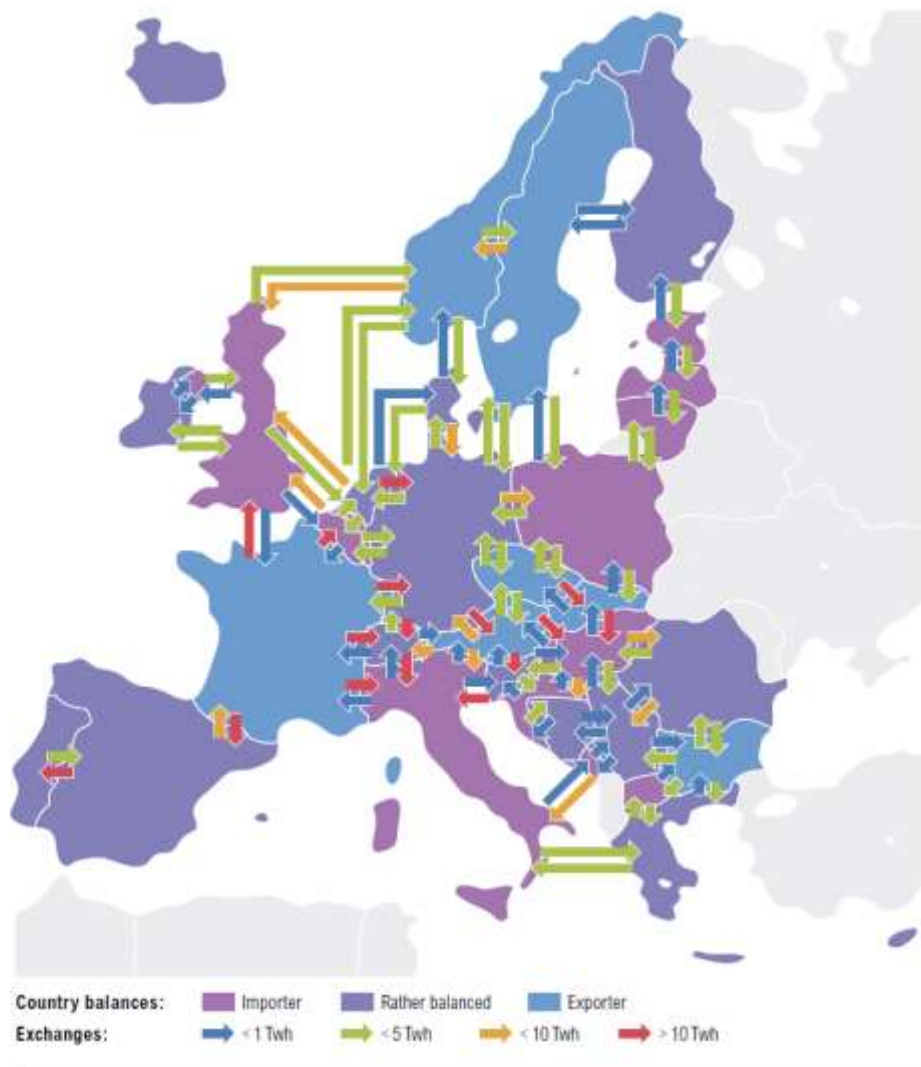 Country balances: Importer Rather balanced Exporter
Exchanges: < 1 Twh < 5 Twh < 10 Twh > 10 Twh